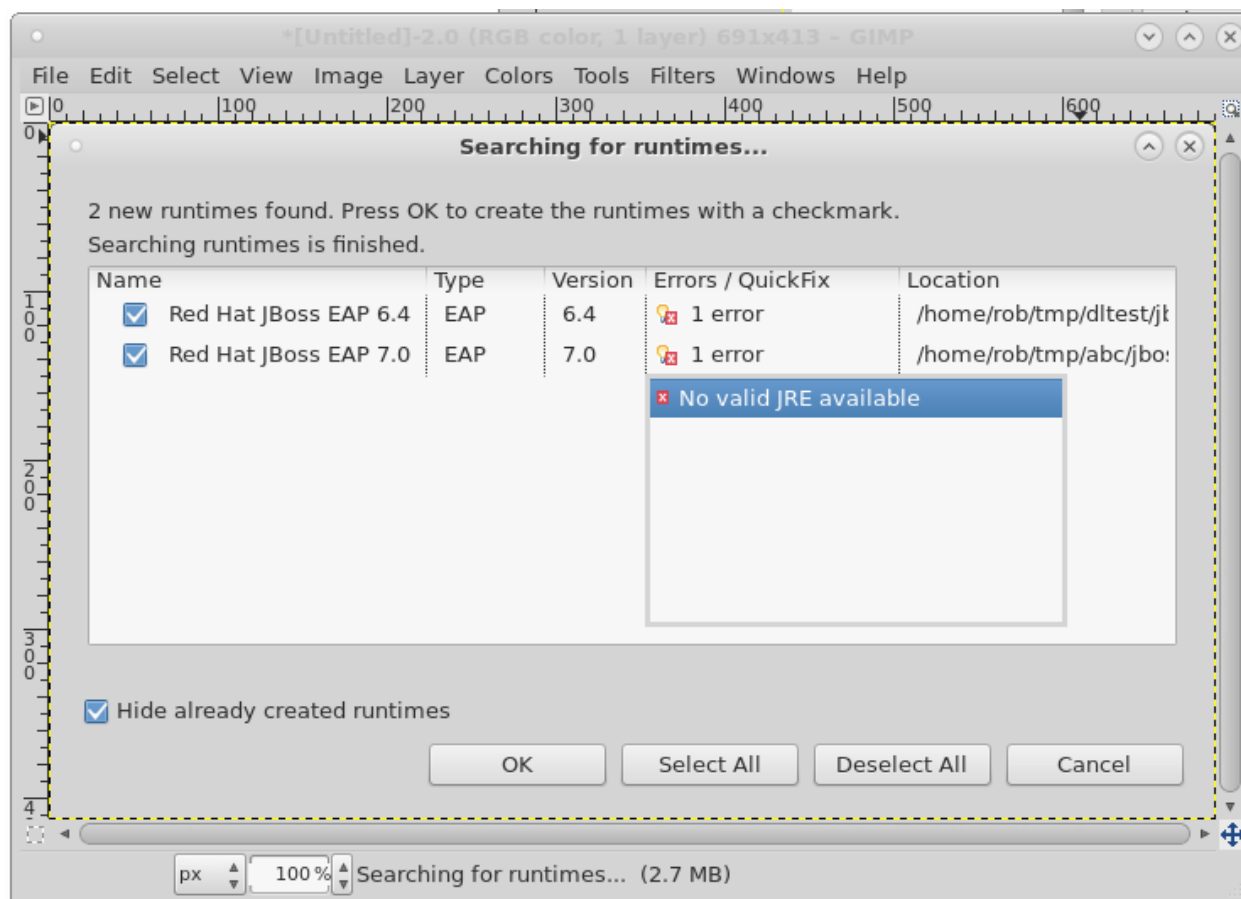 *[Untitled]-2.0 (RGB color, 1 layer) 691x413 – GIMP
File Edit Select View Image Layer Colors Tools Filters Windows Help
0 100 200 300 400 500 600
0
Searching for runtimes...
2 new runtimes found. Press OK to create the runtimes with a checkmark.
Searching runtimes is finished.
Name Type Version Errors / QuickFix Location
100
Red Hat JBoss EAP 6.4 EAP 6.4 1 error /home/rob/tmp/dltest/jb
Red Hat JBoss EAP 7.0 EAP 7.0 1 error /home/rob/tmp/abc/jbos
No valid JRE available
200
300
Hide already created runtimes
OK Select All Deselect All Cancel
4
px 100 % Searching for runtimes... (2.7 MB)